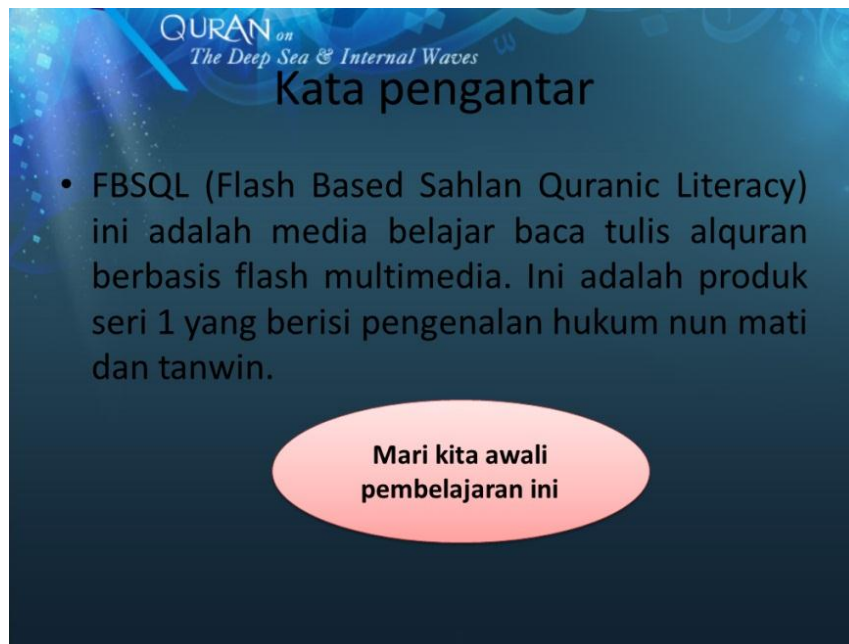 QURAN on
The Deep Sea & Internal Waves
Kata pengantar
• FBSQL (Flash Based Sahlan Quranic Literacy)
ini adalah media belajar baca tulis alquran
berbasis flash multimedia. Ini adalah produk
seri 1 yang berisi pengenalan hukum nun mati
dan tanwin.
Mari kita awali
pembelajaran ini